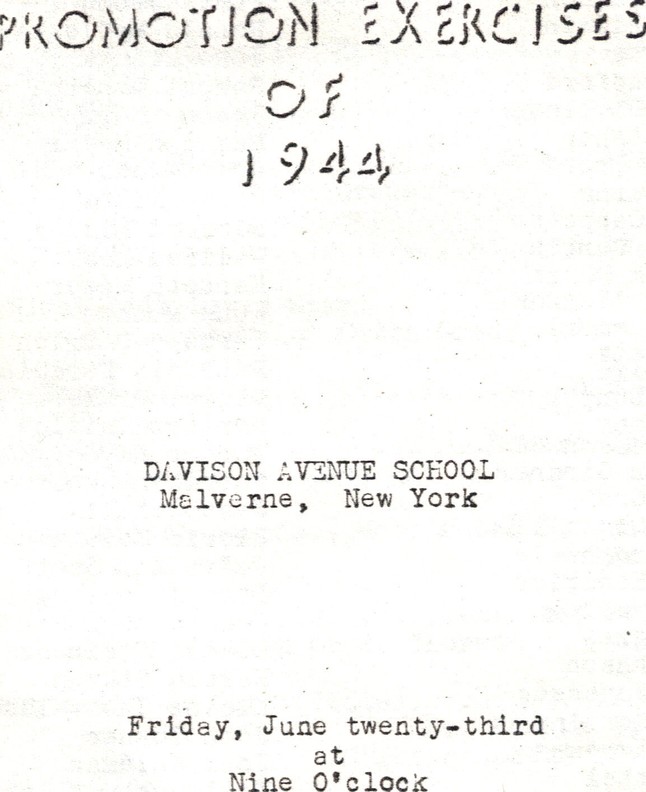 PROMOTION EXERCISES
OF
1944
DAVISON AVENUE SCHOOL
Malverne, New York
Friday, June twenty-third
at
Nine O'clock